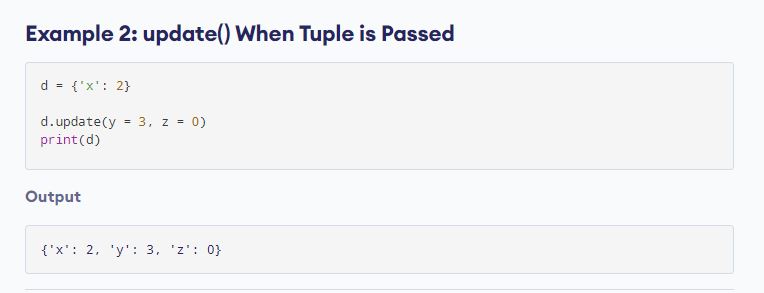 Example 2: update() When Tuple is Passed
d = {'x': 2}
d.update(y = 3, z = 0)
print(d)
Output
{'x': 2, 'y': 3, 'z': 0}